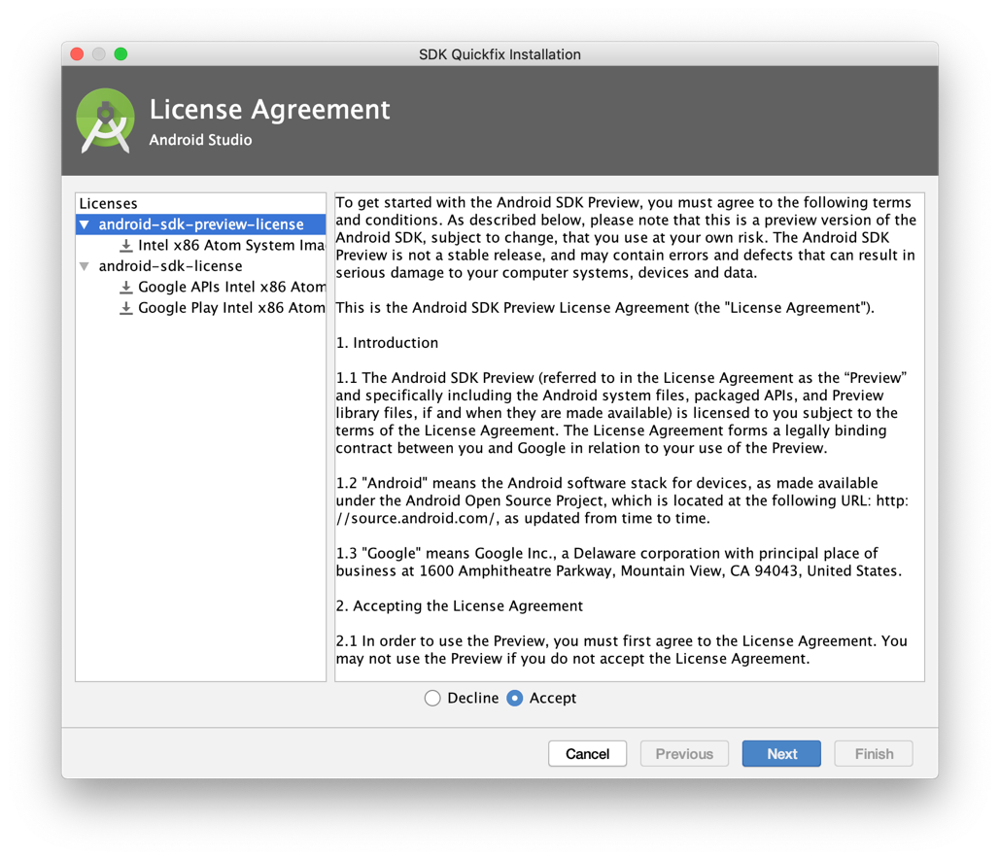 SDK Quickfix Installation
License Agreement
Android Studio
Licenses
android-sdk-preview-license
Intel x86 Atom System Ima
android-sdk-license
Google APIs Intel x86 Atom
Google Play Intel x86 Atom
To get started with the Android SDK Preview, you must agree to the following terms
and conditions. As described below, please note that this is a preview version of the
Android SDK, subject to change, that you use at your own risk. The Android SDK
Preview is not a stable release, and may contain errors and defects that can result in
serious damage to your computer systems, devices and data.
This is the Android SDK Preview License Agreement (the "License Agreement").
1. Introduction
1.1 The Android SDK Preview (referred to in the License Agreement as the “Preview”
and specifically including the Android system files, packaged APIs, and Preview
library files, if and when they are made available) is licensed to you subject to the
terms of the License Agreement. The License Agreement forms a legally binding
contract between you and Google in relation to your use of the Preview.
1.2 "Android" means the Android software stack for devices, as made available
under the Android Open Source Project, which is located at the following URL: http:
//source.android.com/, as updated from time to time.
1.3 "Google" means Google Inc., a Delaware corporation with principal place of
business at 1600 Amphitheatre Parkway, Mountain View, CA 94043, United States.
2. Accepting the License Agreement
2.1 In order to use the Preview, you must first agree to the License Agreement. You
may not use the Preview if you do not accept the License Agreement.
Decline Accept
Cancel Previous Next Finish